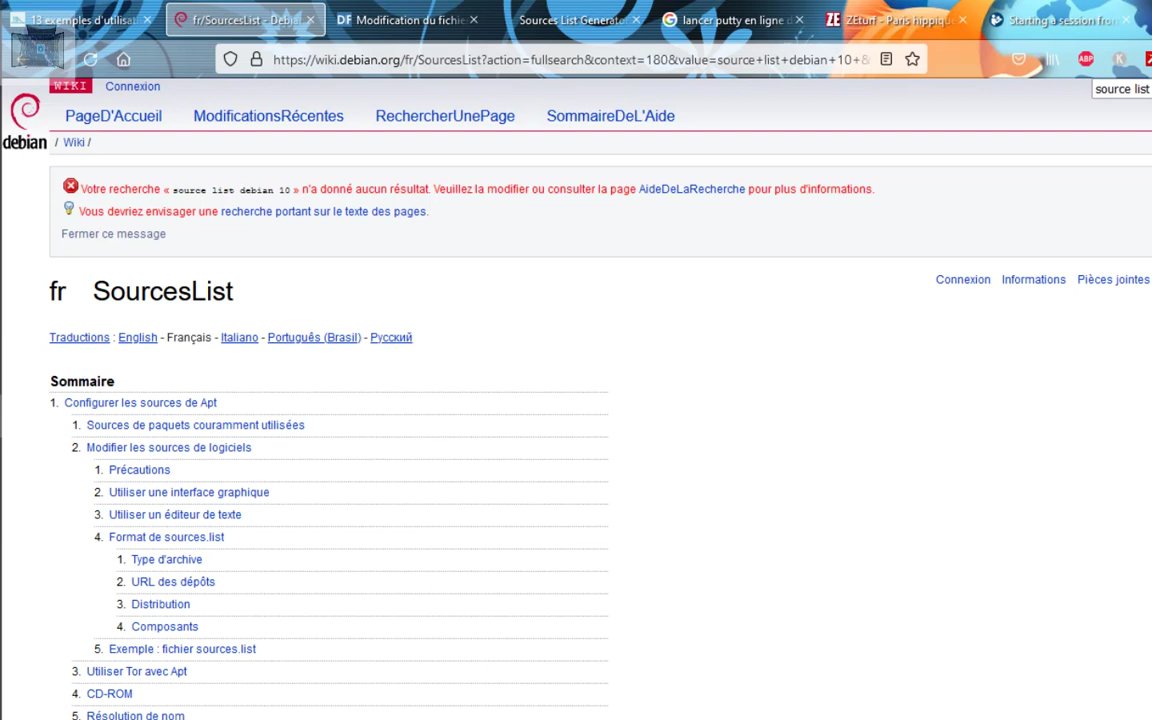 13 exemples d'utilisat
fr/SourcesList - Debia
DF Modification du fichie
Sources List Generato
lancer putty en ligne d
ZE ZEturf - Paris hippiqu
Starting a session fron
https://wiki.debian.org/fr/SourcesList?action=fullsearch&context=180&value=source+list+debian+10+&
ABP
K
source list
WIKI
Connexion
PageD'Accueil
ModificationsRécentes
RechercherUnePage
SommaireDeL'Aide
debian
/ Wiki /
Votre recherche « source list debian 10 » n'a donné aucun résultat. Veuillez la modifier ou consulter la page AideDeLaRecherche pour plus d'informations.
Vous devriez envisager une recherche portant sur le texte des pages.
Fermer ce message
fr SourcesList
Connexion Informations Pièces jointes
Traductions : English - Français - Italiano - Português (Brasil) - Русский
Sommaire
1. Configurer les sources de Apt
1. Sources de paquets couramment utilisées
2. Modifier les sources de logiciels
1. Précautions
2. Utiliser une interface graphique
3. Utiliser un éditeur de texte
4. Format de sources.list
1. Type d'archive
2. URL des dépôts
3. Distribution
4. Composants
5. Exemple : fichier sources.list
3. Utiliser Tor avec Apt
4. CD-ROM
5. Résolution de nom